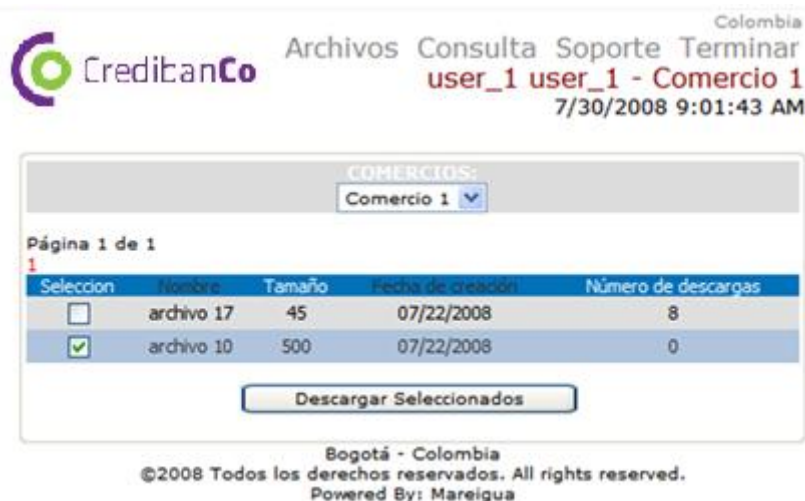 Colombia
CredibanCo
Archivos Consulta Soporte Terminar
user_1 user_1 - Comercio 1
7/30/2008 9:01:43 AM
COMERCIOS:
Comercio 1
Página 1 de 1
1
Seleccion Nombre Tamaño Fecha de creación Número de descargas
archivo 17 45 07/22/2008 8
archivo 10 500 07/22/2008 0
Descargar Seleccionados
Bogotá - Colombia
©2008 Todos los derechos reservados. All rights reserved.
Powered By: Mareigua